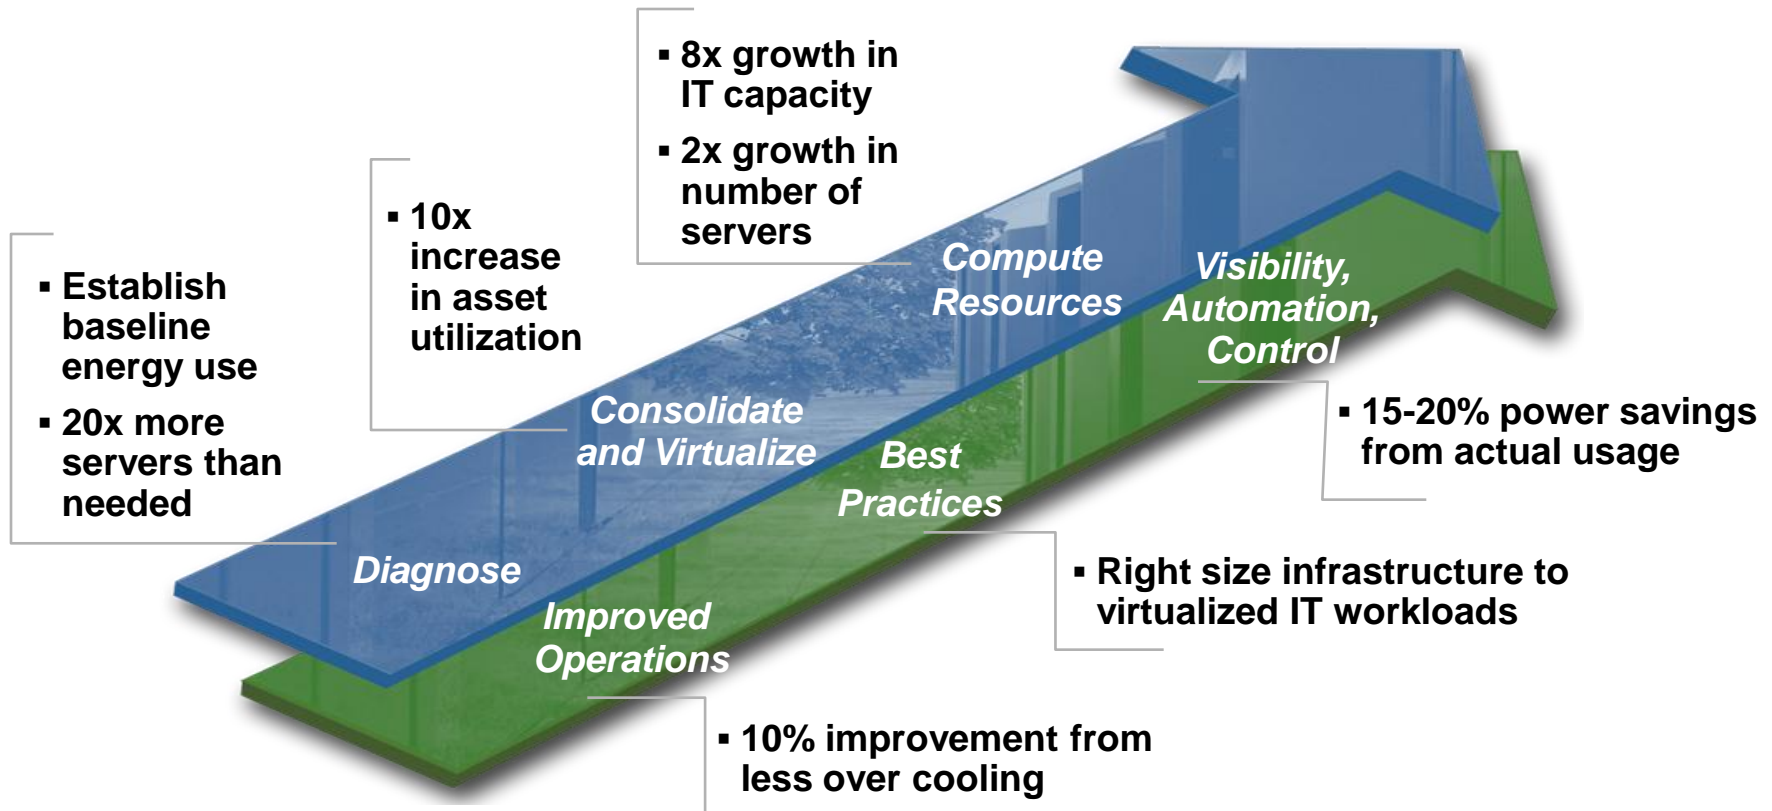 ▪ 8x growth in
IT capacity
▪ 2x growth in
number of
servers
▪ 10x
increase
in asset
utilization
▪ Establish
baseline
energy use
▪ 20x more
servers than
needed
Compute
Resources
Visibility,
Automation,
Control
Consolidate
and Virtualize
Best
Practices
▪ 15-20% power savings
from actual usage
Diagnose
Improved
Operations
▪ Right size infrastructure to
virtualized IT workloads
▪ 10% improvement from
less over cooling